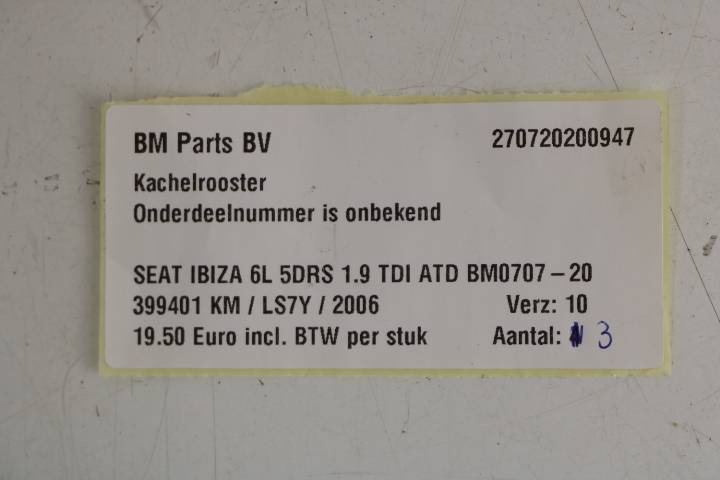 BM Parts BV 270720200947
Kachelrooster
Onderdeelnummer is onbekend
SEAT IBIZA 6L 5DRS 1.9 TDI ATD BM0707-20
399401 KM / LS7Y / 2006 Verz: 10
19.50 Euro incl. BTW per stuk Aantal: 3